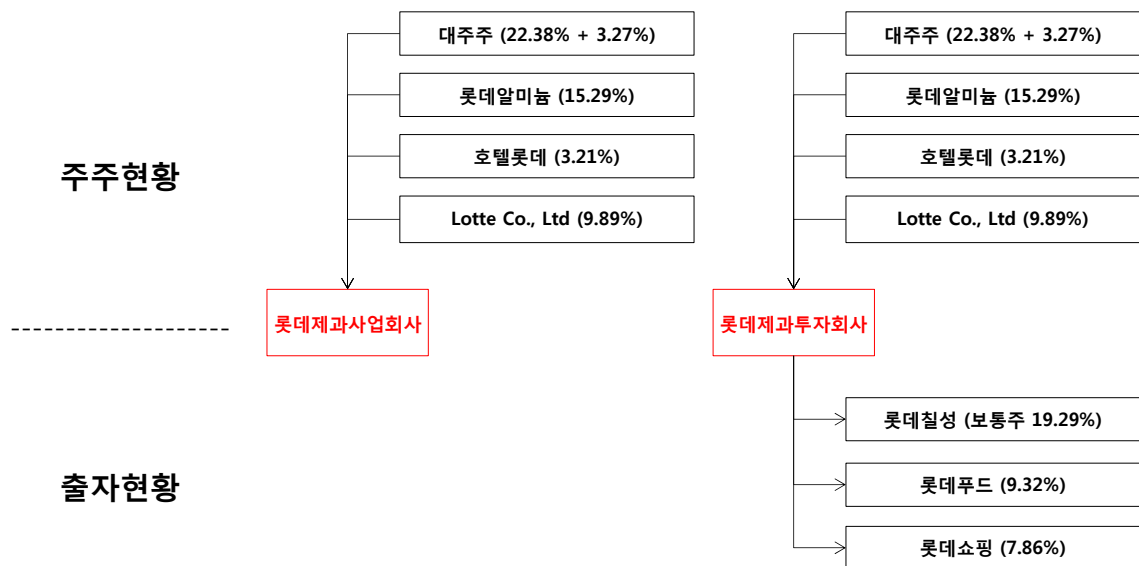 대주주 (22.38% + 3.27%)
대주주 (22.38% + 3.27%)
롯데알미늄 (15.29%)
롯데알미늄 (15.29%)
주주현황
호텔롯데 (3.21%)
호텔롯데 (3.21%)
Lotte Co., Ltd (9.89%)
Lotte Co., Ltd (9.89%)
롯데제과사업회사
롯데제과투자회사
롯데칠성 (보통주 19.29%)
출자현황
롯데푸드 (9.32%)
롯데쇼핑 (7.86%)